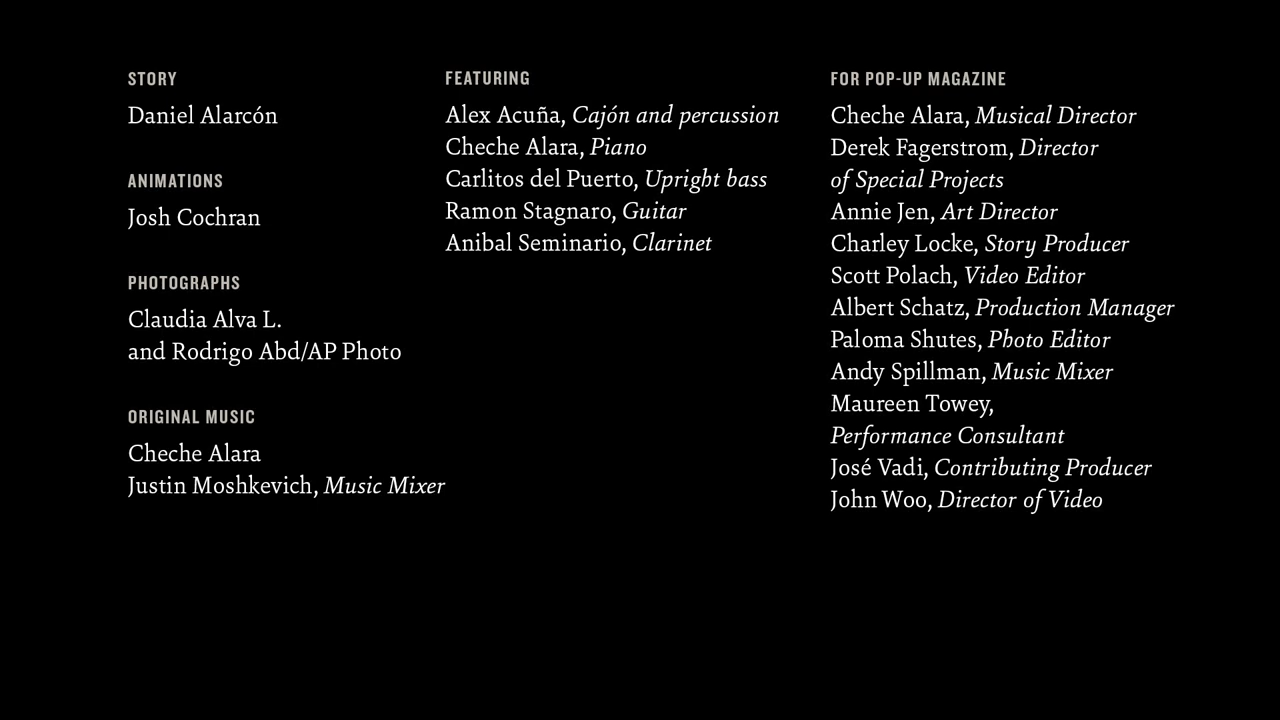 STORY
Daniel Alarcón
ANIMATIONS
Josh Cochran
PHOTOGRAPHS
Claudia Alva L.
and Rodrigo Abd/AP Photo
ORIGINAL MUSIC
Cheche Alara
Justin Moshkevich, Music Mixer
FEATURING
Alex Acuña, Cajón and percussion
Cheche Alara, Piano
Carlitos del Puerto, Upright bass
Ramon Stagnaro, Guitar
Anibal Seminario, Clarinet
FOR POP-UP MAGAZINE
Cheche Alara, Musical Director
Derek Fagerstrom, Director
of Special Projects
Annie Jen, Art Director
Charley Locke, Story Producer
Scott Polach, Video Editor
Albert Schatz, Production Manager
Paloma Shutes, Photo Editor
Andy Spillman, Music Mixer
Maureen Towey,
Performance Consultant
José Vadi, Contributing Producer
John Woo, Director of Video